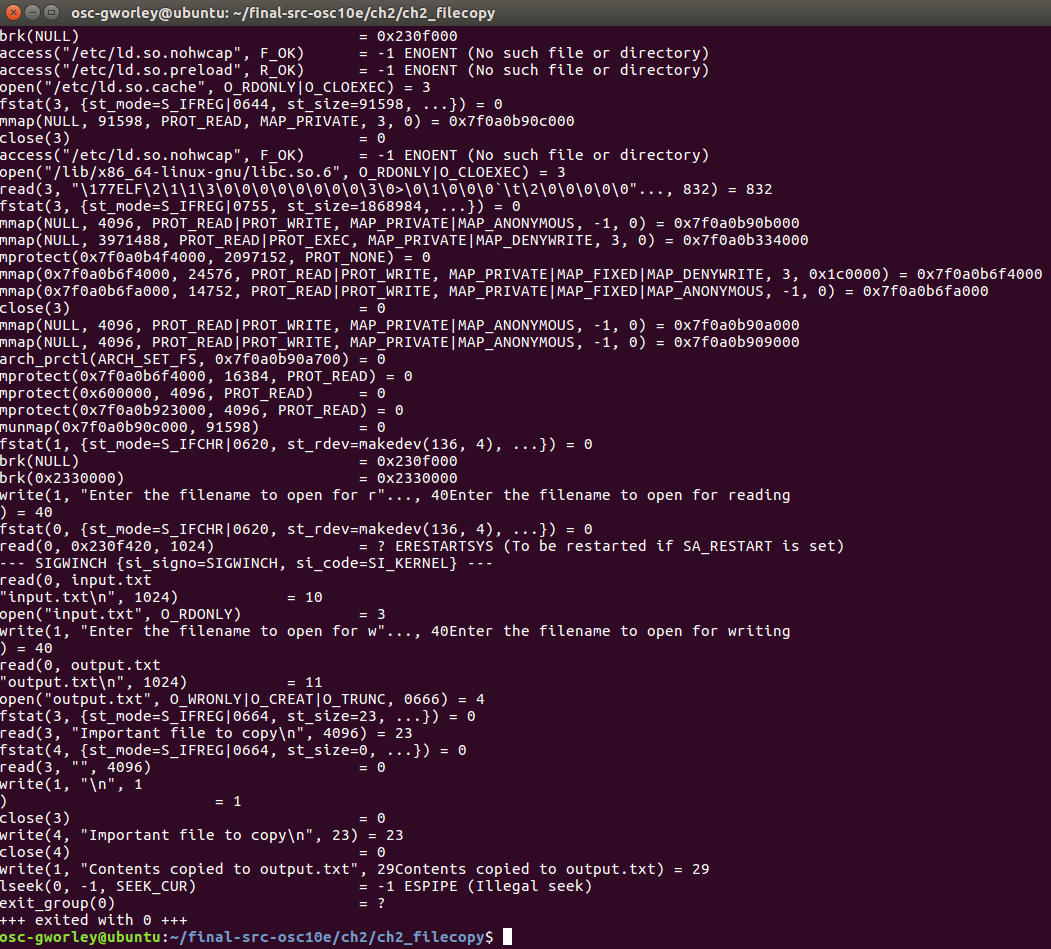 osc-gworley@ubuntu: ~/final-src-osc10e/ch2/ch2_filecopy
brk(NULL)                               = 0x230f000
access("/etc/ld.so.nohwcap", F_OK)      = -1 ENOENT (No such file or directory)
access("/etc/ld.so.preload", R_OK)      = -1 ENOENT (No such file or directory)
open("/etc/ld.so.cache", O_RDONLY|O_CLOEXEC) = 3
fstat(3, {st_mode=S_IFREG|0644, st_size=91598, ...}) = 0
mmap(NULL, 91598, PROT_READ, MAP_PRIVATE, 3, 0) = 0x7f0a0b90c000
close(3)                                = 0
access("/etc/ld.so.nohwcap", F_OK)      = -1 ENOENT (No such file or directory)
open("/lib/x86_64-linux-gnu/libc.so.6", O_RDONLY|O_CLOEXEC) = 3
read(3, "\177ELF\2\1\1\3\0\0\0\0\0\0\0\0\3\0>\0\1\0\0\0`\t\2\0\0\0\0\0"..., 832) = 832
fstat(3, {st_mode=S_IFREG|0755, st_size=1868984, ...}) = 0
mmap(NULL, 4096, PROT_READ|PROT_WRITE, MAP_PRIVATE|MAP_ANONYMOUS, -1, 0) = 0x7f0a0b90b000
mmap(NULL, 3971488, PROT_READ|PROT_EXEC, MAP_PRIVATE|MAP_DENYWRITE, 3, 0) = 0x7f0a0b334000
mprotect(0x7f0a0b4f4000, 2097152, PROT_NONE) = 0
mmap(0x7f0a0b6f4000, 24576, PROT_READ|PROT_WRITE, MAP_PRIVATE|MAP_FIXED|MAP_DENYWRITE, 3, 0x1c0000) = 0x7f0a0b6f4000
mmap(0x7f0a0b6fa000, 14752, PROT_READ|PROT_WRITE, MAP_PRIVATE|MAP_FIXED|MAP_ANONYMOUS, -1, 0) = 0x7f0a0b6fa000
close(3)                                = 0
mmap(NULL, 4096, PROT_READ|PROT_WRITE, MAP_PRIVATE|MAP_ANONYMOUS, -1, 0) = 0x7f0a0b90a000
mmap(NULL, 4096, PROT_READ|PROT_WRITE, MAP_PRIVATE|MAP_ANONYMOUS, -1, 0) = 0x7f0a0b909000
arch_prctl(ARCH_SET_FS, 0x7f0a0b90a700) = 0
mprotect(0x7f0a0b6f4000, 16384, PROT_READ) = 0
mprotect(0x600000, 4096, PROT_READ)     = 0
mprotect(0x7f0a0b923000, 4096, PROT_READ) = 0
munmap(0x7f0a0b90c000, 91598)           = 0
fstat(1, {st_mode=S_IFCHR|0620, st_rdev=makedev(136, 4), ...}) = 0
brk(NULL)                               = 0x230f000
brk(0x2330000)                          = 0x2330000
write(1, "Enter the filename to open for r"..., 40Enter the filename to open for reading
) = 40
fstat(0, {st_mode=S_IFCHR|0620, st_rdev=makedev(136, 4), ...}) = 0
read(0, 0x230f420, 1024)                = ? ERESTARTSYS (To be restarted if SA_RESTART is set)
--- SIGWINCH {si_signo=SIGWINCH, si_code=SI_KERNEL} ---
read(0, input.txt
"input.txt\n", 1024)            = 10
open("input.txt", O_RDONLY)             = 3
write(1, "Enter the filename to open for w"..., 40Enter the filename to open for writing
) = 40
read(0, output.txt
"output.txt\n", 1024)           = 11
open("output.txt", O_WRONLY|O_CREAT|O_TRUNC, 0666) = 4
fstat(3, {st_mode=S_IFREG|0664, st_size=23, ...}) = 0
read(3, "Important file to copy\n", 4096) = 23
fstat(4, {st_mode=S_IFREG|0664, st_size=0, ...}) = 0
read(3, "", 4096)                       = 0
write(1, "\n", 1
)                       = 1
close(3)                                = 0
write(4, "Important file to copy\n", 23) = 23
close(4)                                = 0
write(1, "Contents copied to output.txt", 29Contents copied to output.txt) = 29
lseek(0, -1, SEEK_CUR)                  = -1 ESPIPE (Illegal seek)
exit_group(0)                           = ?
+++ exited with 0 +++
osc-gworley@ubuntu:~/final-src-osc10e/ch2/ch2_filecopy$